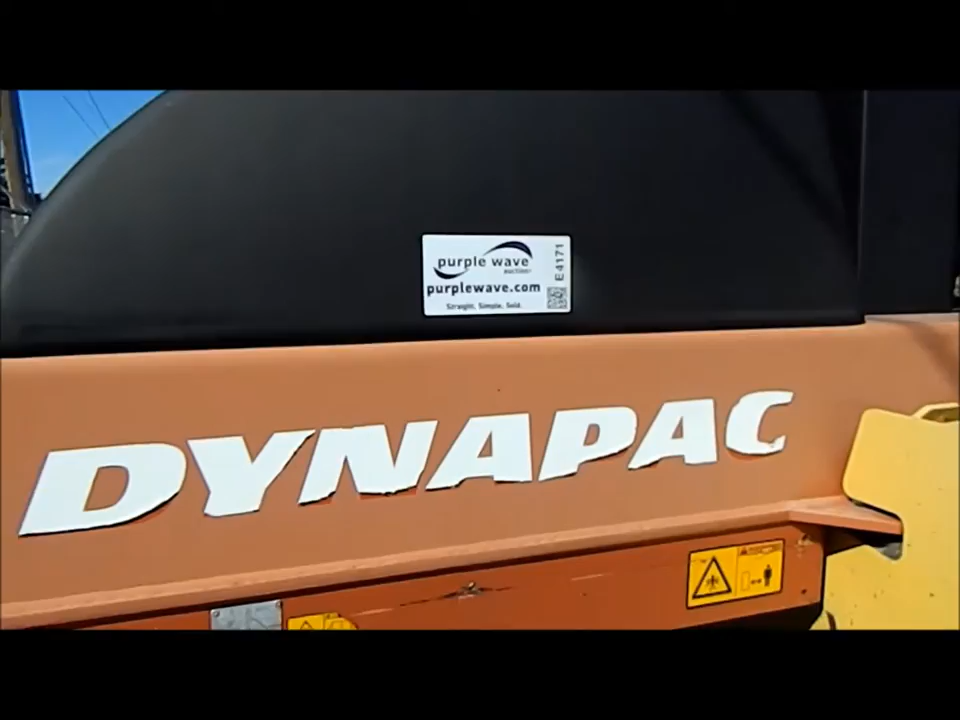 purple wave
auction
purplewave.com
Straight. Simple. Sold.
E4171
DYNAPAC